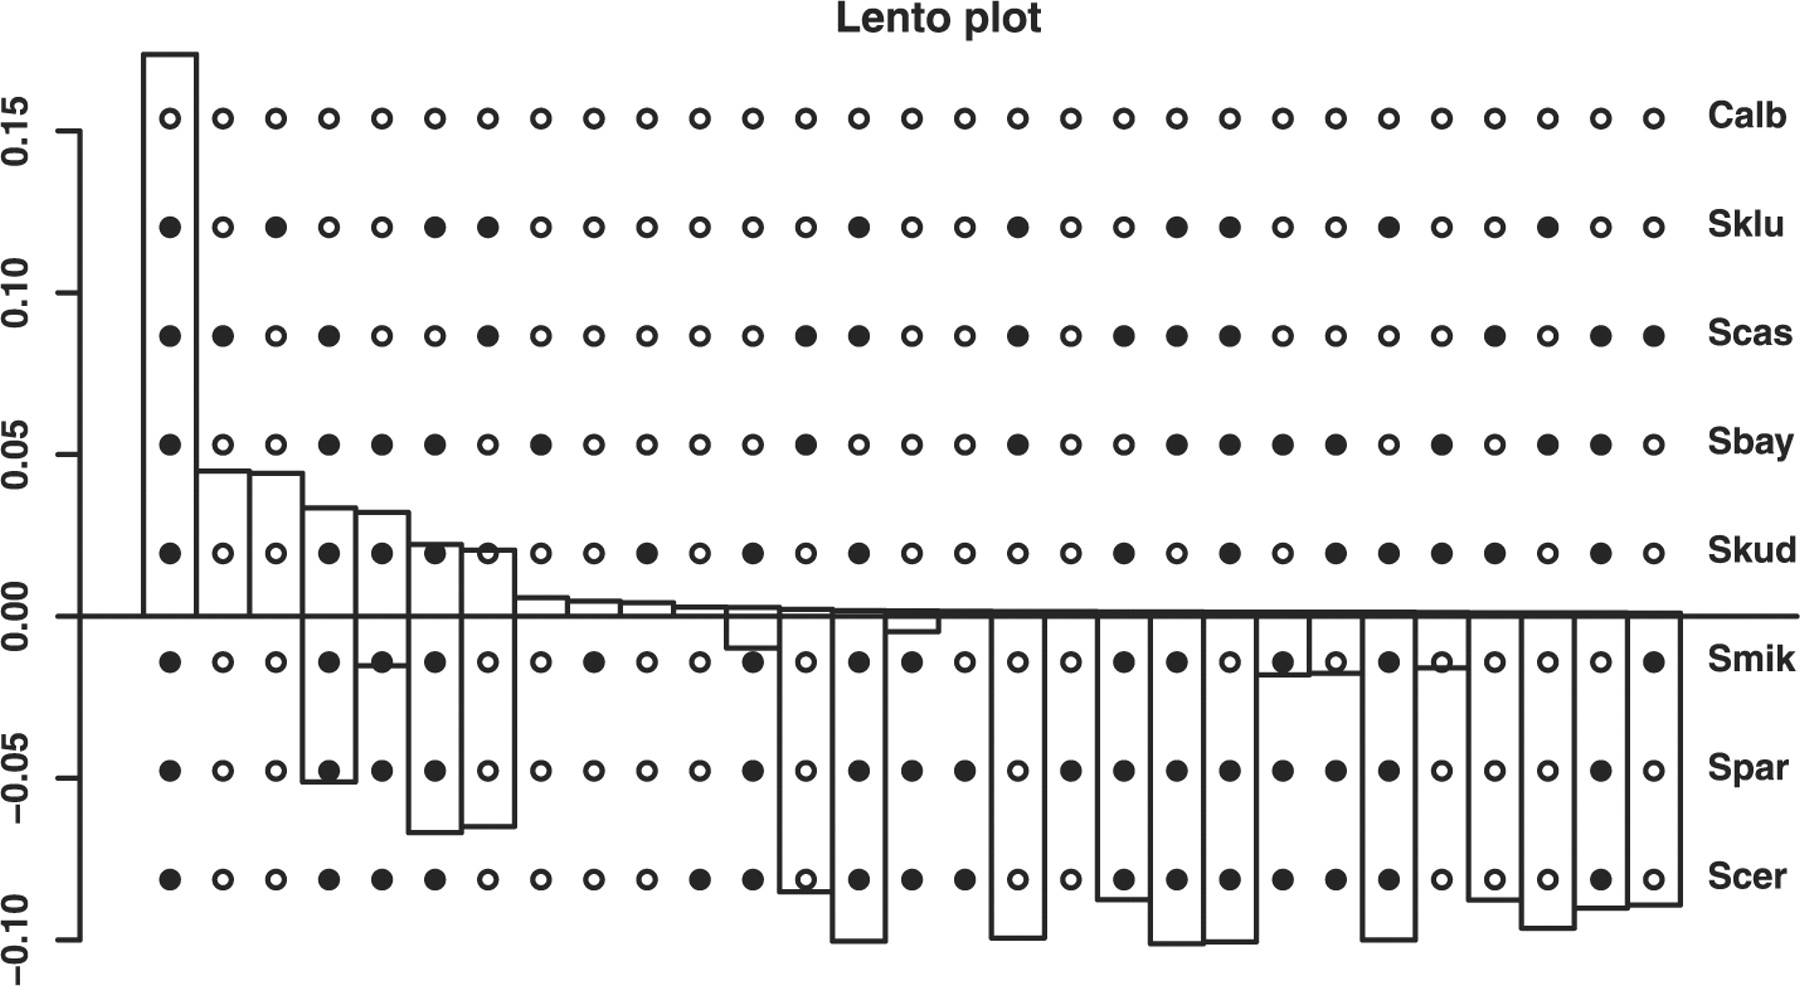 Lento plot
0.15
0.10
0.05
0.00
−0.05
−0.10
Calb
Sklu
Scas
Sbay
Skud
Smik
Spar
Scer